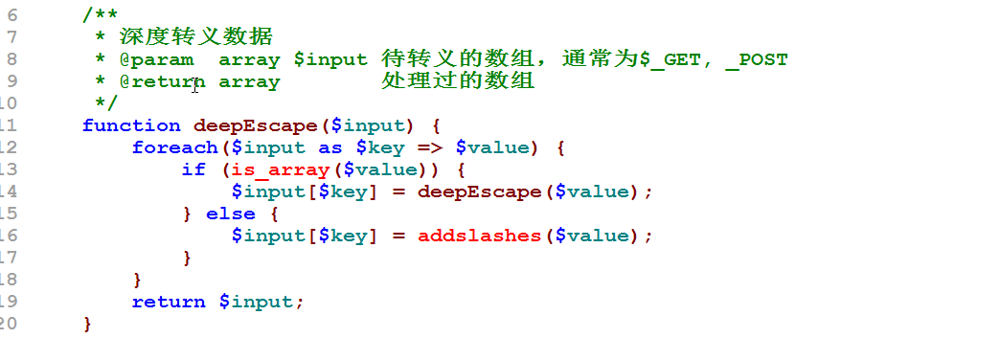 6 /**
7 * 深度转义数据
8 * @param array $input 待转义的数组，通常为$_GET, _POST
9 * @return array 处理过的数组
10 */
11 function deepEscape($input) {
12 foreach($input as $key => $value) {
13 if (is_array($value)) {
14 $input[$key] = deepEscape($value);
15 } else {
16 $input[$key] = addslashes($value);
17 }
18 }
19 return $input;
20 }